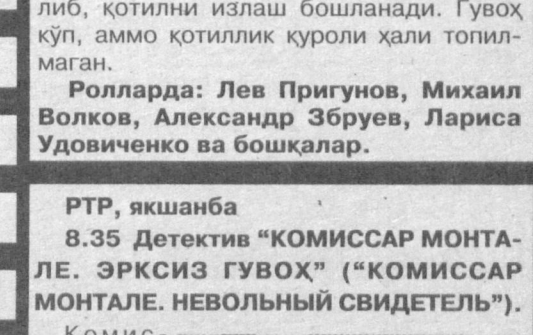 либ, қотилни излаш бошланади. Гувоҳ
кўп, аммо қотиллик қуроли ҳали топил-
маган.
Ролларда: Лев Пригунов, Михаил
Волков, Александр Збруев, Лариса
Удовиченко ва бошқалар.
РТР, якшанба
8.35 Детектив “КОМИССАР МОНТА-
ЛЕ. ЭРКСИЗ ГУВОҲ” (“КОМИССАР
МОНТАЛЕ. НЕВОЛЬНЫЙ СВИДЕТЕЛЬ”).